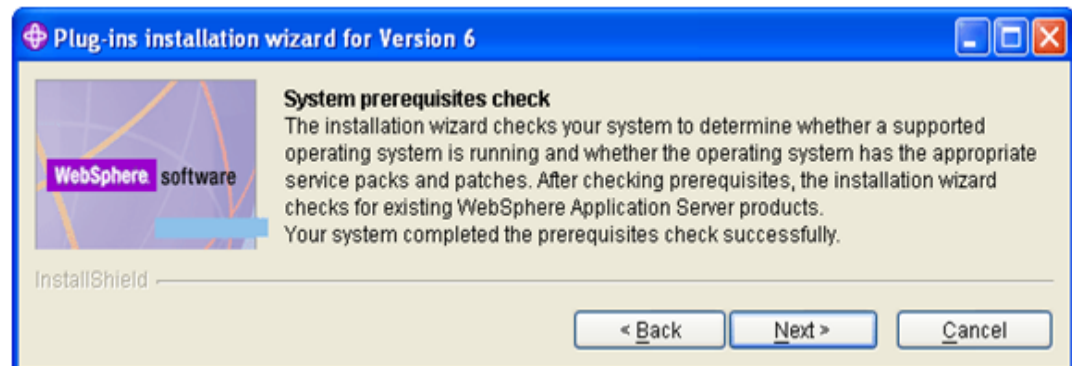 Plug-ins installation wizard for Version 6
System prerequisites check
The installation wizard checks your system to determine whether a supported
operating system is running and whether the operating system has the appropriate
service packs and patches. After checking prerequisites, the installation wizard
checks for existing WebSphere Application Server products.
Your system completed the prerequisites check successfully.
WebSphere. software
InstallShield
< Back
Next >
Cancel